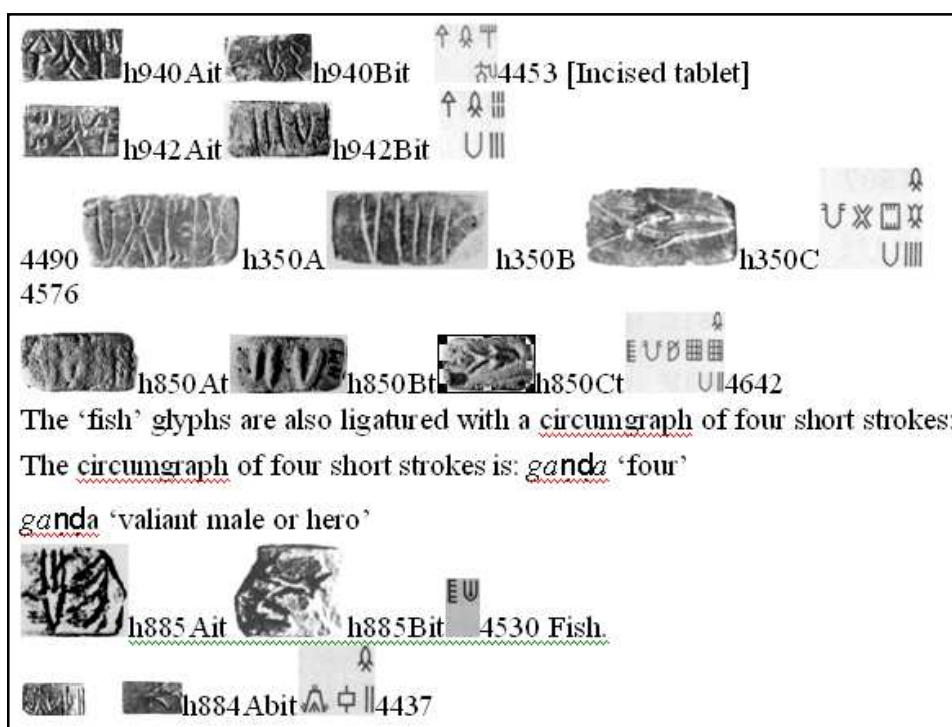 h940Ait h940Bit 4453 [Incised tablet]
h942Ait h942Bit
4490 h350A h350B h350C
4576
h850At h850Bt h850Ct 4642
The ‘fish’ glyphs are also ligatured with a circumgraph of four short strokes:
The circumgraph of four short strokes is: gaṇḍa ‘four’
gaṇḍa ‘valiant male or hero’
h885Ait h885Bit 4530 Fish.
h884Abit 4437